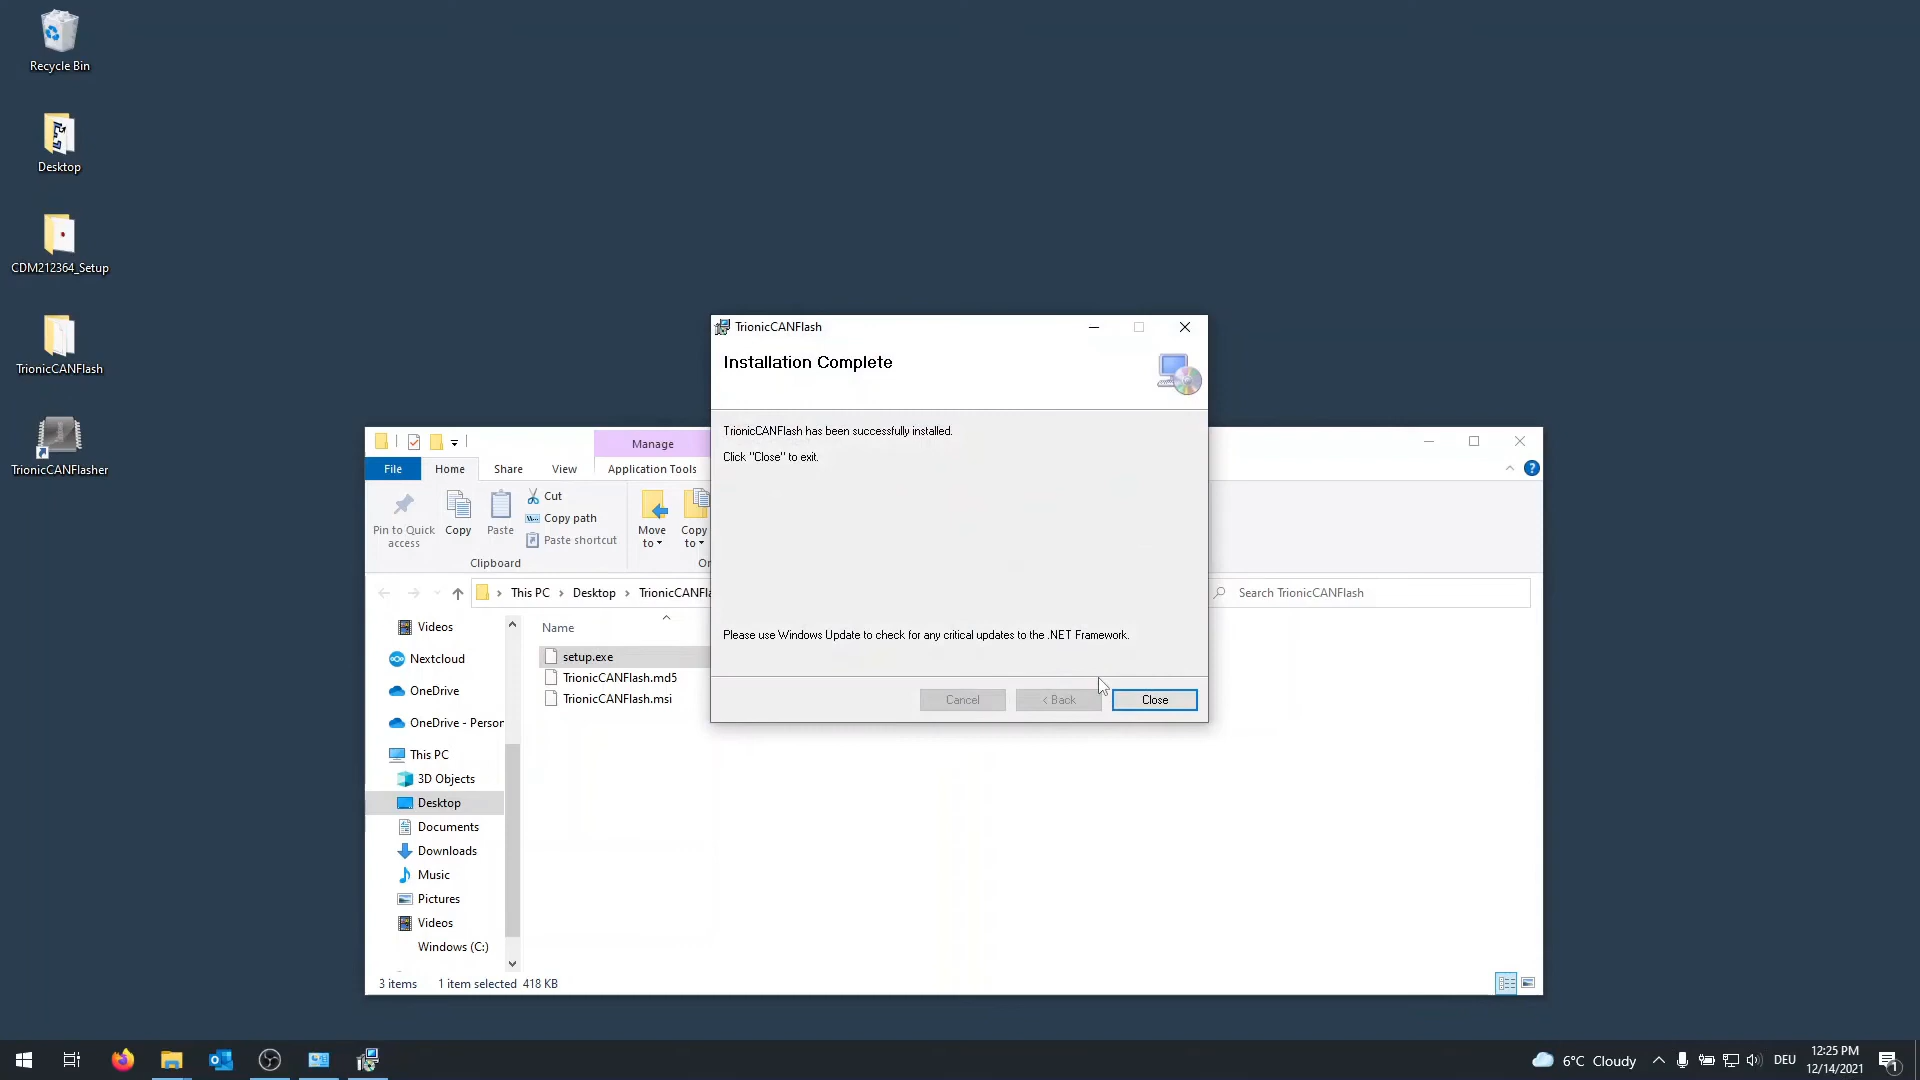 Recycle Bin
Desktop
CDM212364_Setup
TrionicCANFlash
TrionicCANFlasher
TrionicCANFlash
Installation Complete
TrionicCANFlash has been successfully installed.
Click "Close" to exit.
Please use Windows Update to check for any critical updates to the .NET Framework.
Cancel
< Back
Close
Manage
File
Home
Share
View
Application Tools
Pin to Quick
access
Copy
Paste
Cut
Copy path
Paste shortcut
Clipboard
Move
to
Copy
to
Or
This PC
Desktop
TrionicCANFla
Search TrionicCANFlash
Videos
Nextcloud
OneDrive
OneDrive - Person
This PC
3D Objects
Desktop
Documents
Downloads
Music
Pictures
Videos
Windows (C:)
Name
setup.exe
TrionicCANFlash.md5
TrionicCANFlash.msi
3 items
1 item selected 418 KB
6°C Cloudy
DEU
12:25 PM
12/14/2021
1